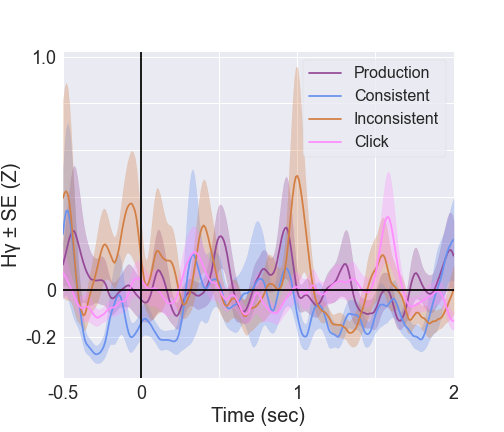 1.0
Production
Consistent
Inconsistent
Click
Hγ ± SE (Z)
0
-0.2
-0.5
0
1
2
Time (sec)